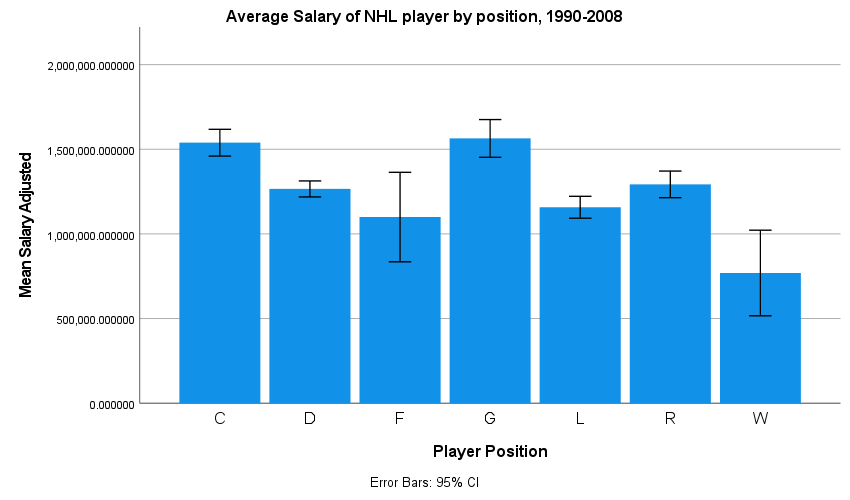 Average Salary of NHL player by position, 1990-2008
Mean Salary Adjusted
2,000,000.000000
1,500,000.000000
1,000,000.000000
500,000.000000
0.000000
C D F G L R W
Player Position
Error Bars: 95% CI